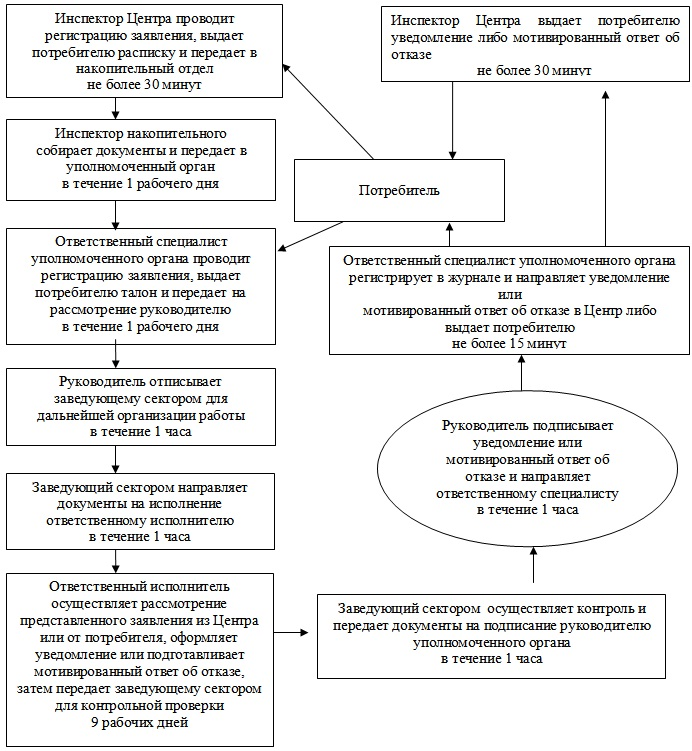 Инспектор Центра проводит
регистрацию заявления, выдает
потребителю расписку и передает в
накопительный отдел
не более 30 минут
Инспектор накопительного
собирает документы и передает в
уполномоченный орган
в течение 1 рабочего дня
Ответственный специалист
уполномоченного органа проводит
регистрацию заявления, выдает
потребителю талон и передает на
рассмотрение руководителю
в течение 1 рабочего дня
Руководитель отписывает
заведующему сектором для
дальнейшей организации работы
в течение 1 часа
Заведующий сектором направляет
документы на исполнение
ответственному исполнителю
в течение 1 часа
Ответственный исполнитель
осуществляет рассмотрение
представленного заявления из Центра
или от потребителя, оформляет
уведомление или подготавливает
мотивированный ответ об отказе,
затем передает заведующему сектором
для контрольной проверки
9 рабочих дней
Заведующий сектором осуществляет контроль и
передает документы на подписание руководителю
уполномоченного органа
в течение 1 часа
Руководитель подписывает
уведомление или
мотивированный ответ об
отказе и направляет
ответственному специалисту
в течение 1 часа
Ответственный специалист уполномоченного органа
регистрирует в журнале и направляет уведомление
или
мотивированный ответ об отказе в Центр либо
выдает потребителю
не более 15 минут
Потребитель
Инспектор Центра выдает потребителю
уведомление либо мотивированный ответ об
отказе
не более 30 минут